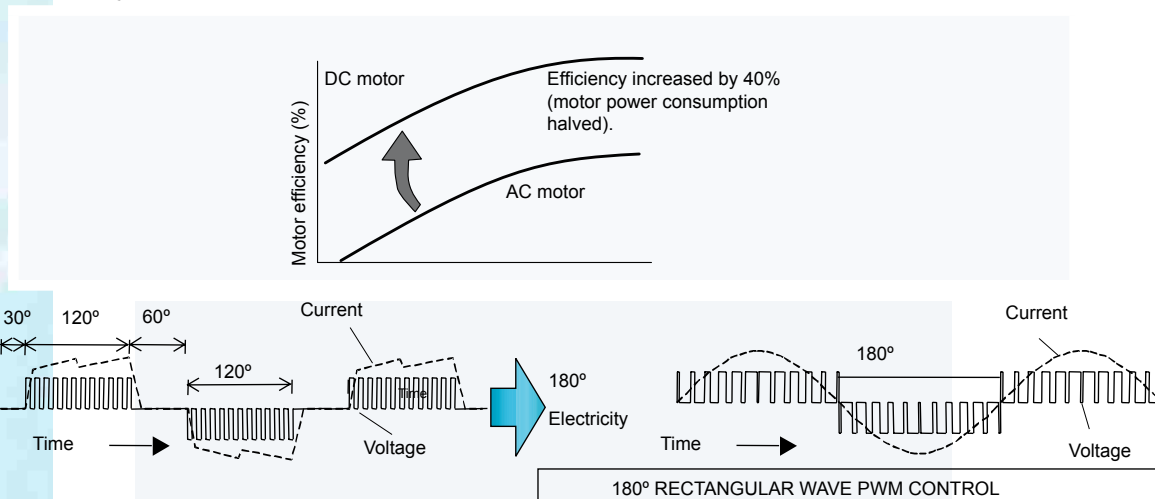 DC motor
Efficiency increased by 40%
(motor power consumption
halved).
AC motor
Motor efficiency (%)
30º
120º
60º
Current
120º
Time
Time
Voltage
180º
Electricity
Current
180º
Time
Voltage
180º RECTANGULAR WAVE PWM CONTROL